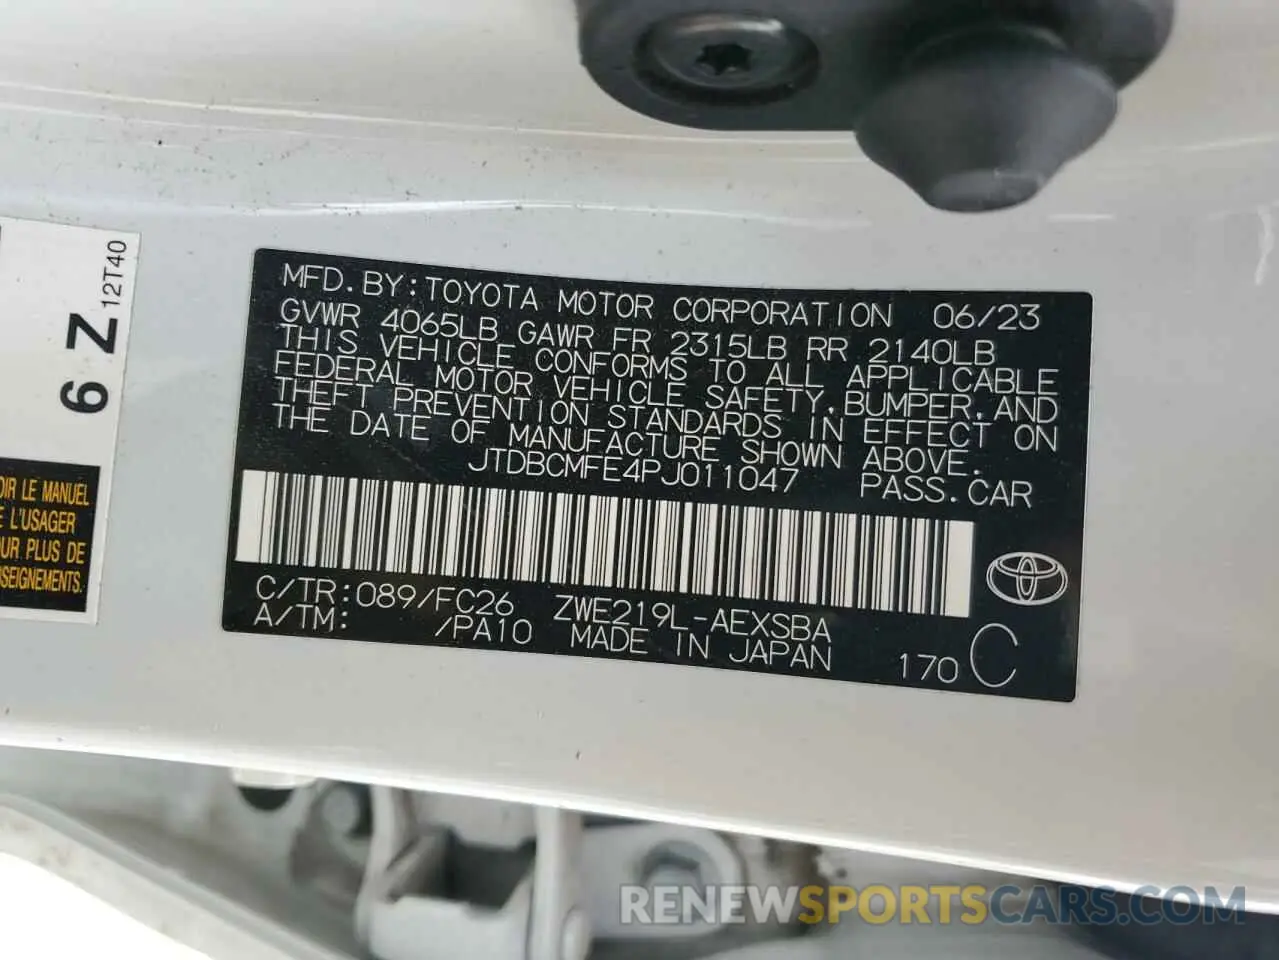 MFD. BY: TOYOTA MOTOR CORPORATION 06/23
GVWR 4065LB GAWR FR 2315LB RR 2140LB
THIS VEHICLE CONFORMS TO ALL APPLICABLE
FEDERAL MOTOR VEHICLE SAFETY, BUMPER, AND
THEFT PREVENTION STANDARDS IN EFFECT ON
THE DATE OF MANUFACTURE SHOWN ABOVE.
JTDBCMFE4PJ011047 PASS. CAR
C/TR: 089/FC26 ZWE219L-AEXSBA
A/TM: /PA10 MADE IN JAPAN 170 C
6 Z 12T40
OIR LE MANUEL
E L'USAGER
OUR PLUS DE
SEIGNEMENTS.
RENEWSPORTSCARS.COM